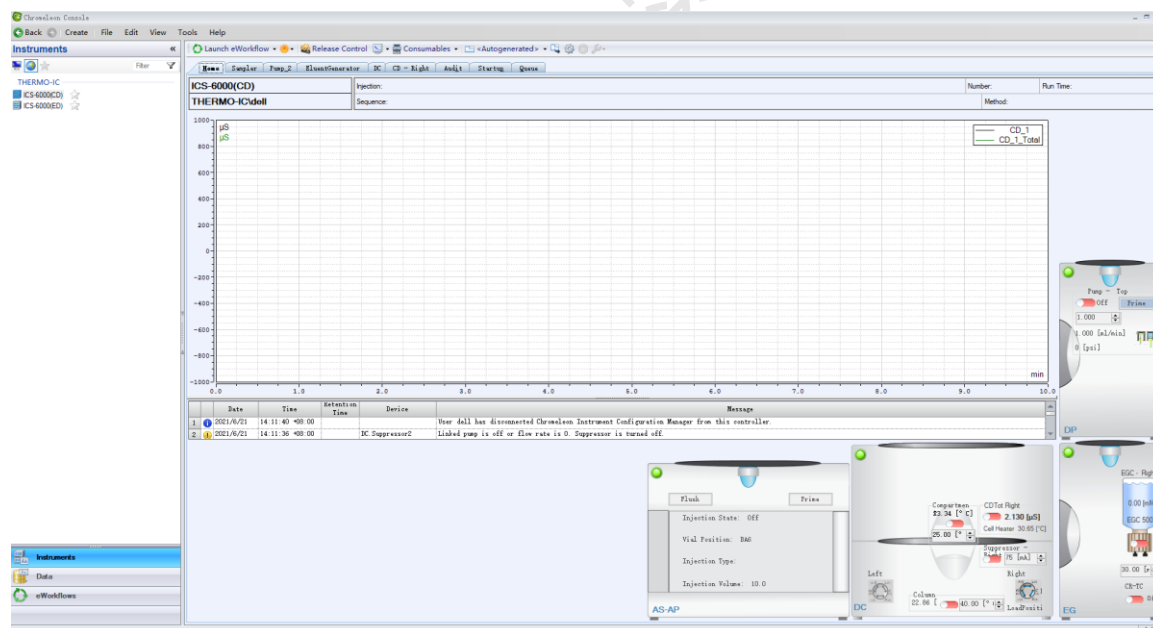 Chromeleon Console
Back Create File Edit View Tools Help
Instruments «
Launch eWorkflow Release Control Consumables «Autogenerated»
Filter
Home Sampler Pump_2 EluentGenerator DC CD - Right Audit Startup Queue
THERMO-IC
ICS-6000(CD)
ICS-6000(ED)
ICS-6000(CD) Injection: Number: Run Time:
THERMO-IC\dell Sequence: Method:
1000 µS CD_1
µS CD_1_Total
800
600
400
200
0
-200
-400
-600
-800
-1000 min
0.0 1.0 2.0 3.0 4.0 5.0 6.0 7.0 8.0 9.0 10.0
Pump - Top
Off Prime
1.000
.000 [ml/min]
0 [psi]
DP
Date Time Retention Time Device Message
1 2021/6/21 14:11:40 +08:00 User dell has disconnected Chromeleon Instrument Configuration Manager from this controller.
2 2021/6/21 14:11:36 +08:00 DC.Suppressor2 Linked pump is off or flow rate is 0. Suppressor is turned off.
Flush Prime
Injection State: Off
Vial Position: RA6
Injection Type:
Injection Volume: 10.0
AS-AP
Compartmen CDTot Right
23.34 [°C] 2.130 [µS]
Cell Heater 30.65 [°C]
25.00 [°
Suppressor -
Right 75 [mA]
Left Right
Column
22.66 [ 40.00 [°
LoadPositi
DC
EGC - Righ
0.00 [
EGC 500
30.00 [
CR-TC
EG
Instruments
Data
eWorkflows